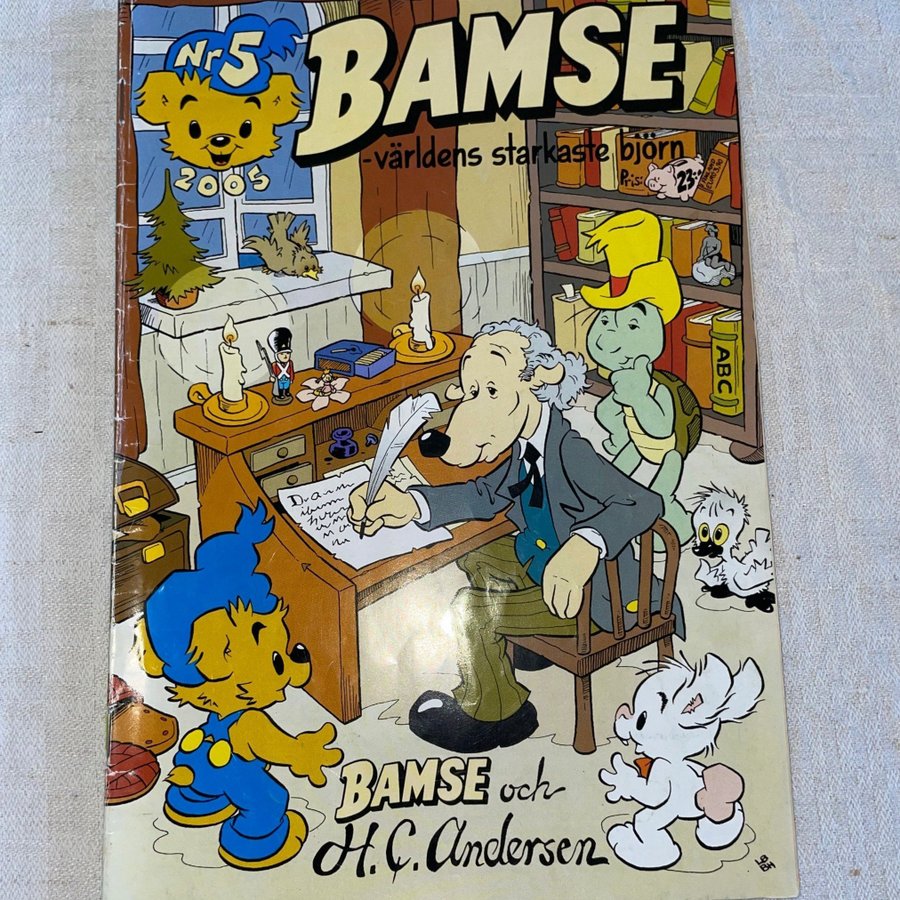 Nr 5
2005
BAMSE
-världens starkaste björn
Pris:
23:-
ABC
BAMSE och
H.C. Andersen